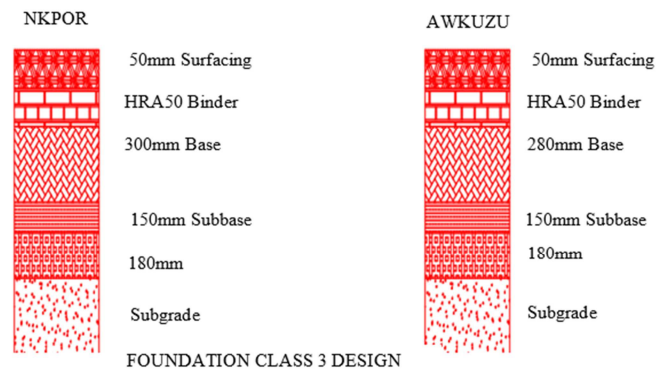 NKPOR
50mm Surfacing
HRA50 Binder
300mm Base
150mm Subbase
180mm
Subgrade
AWKUZU
50mm Surfacing
HRA50 Binder
280mm Base
150mm Subbase
180mm
Subgrade
FOUNDATION CLASS 3 DESIGN